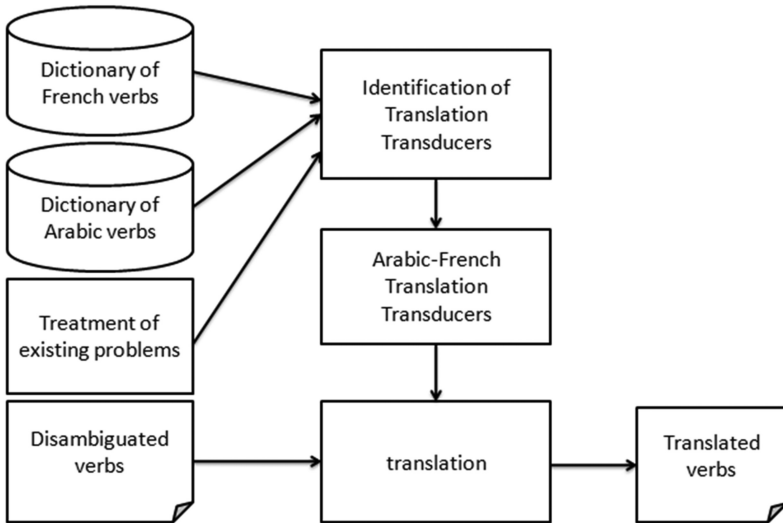 Dictionary of
French verbs
Identification of
Translation
Transducers
Dictionary of
Arabic verbs
Arabic-French
Translation
Transducers
Treatment of
existing problems
Disambiguated
verbs
translation
Translated
verbs